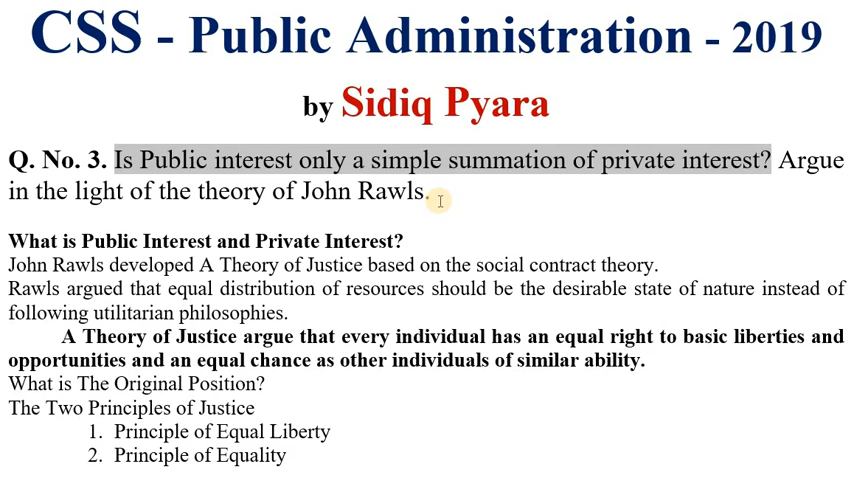 CSS - Public Administration - 2019
by Sidiq Pyara
Q. No. 3. Is Public interest only a simple summation of private interest? Argue
in the light of the theory of John Rawls.
What is Public Interest and Private Interest?
John Rawls developed A Theory of Justice based on the social contract theory.
Rawls argued that equal distribution of resources should be the desirable state of nature instead of
following utilitarian philosophies.
A Theory of Justice argue that every individual has an equal right to basic liberties and
opportunities and an equal chance as other individuals of similar ability.
What is The Original Position?
The Two Principles of Justice
1. Principle of Equal Liberty
2. Principle of Equality